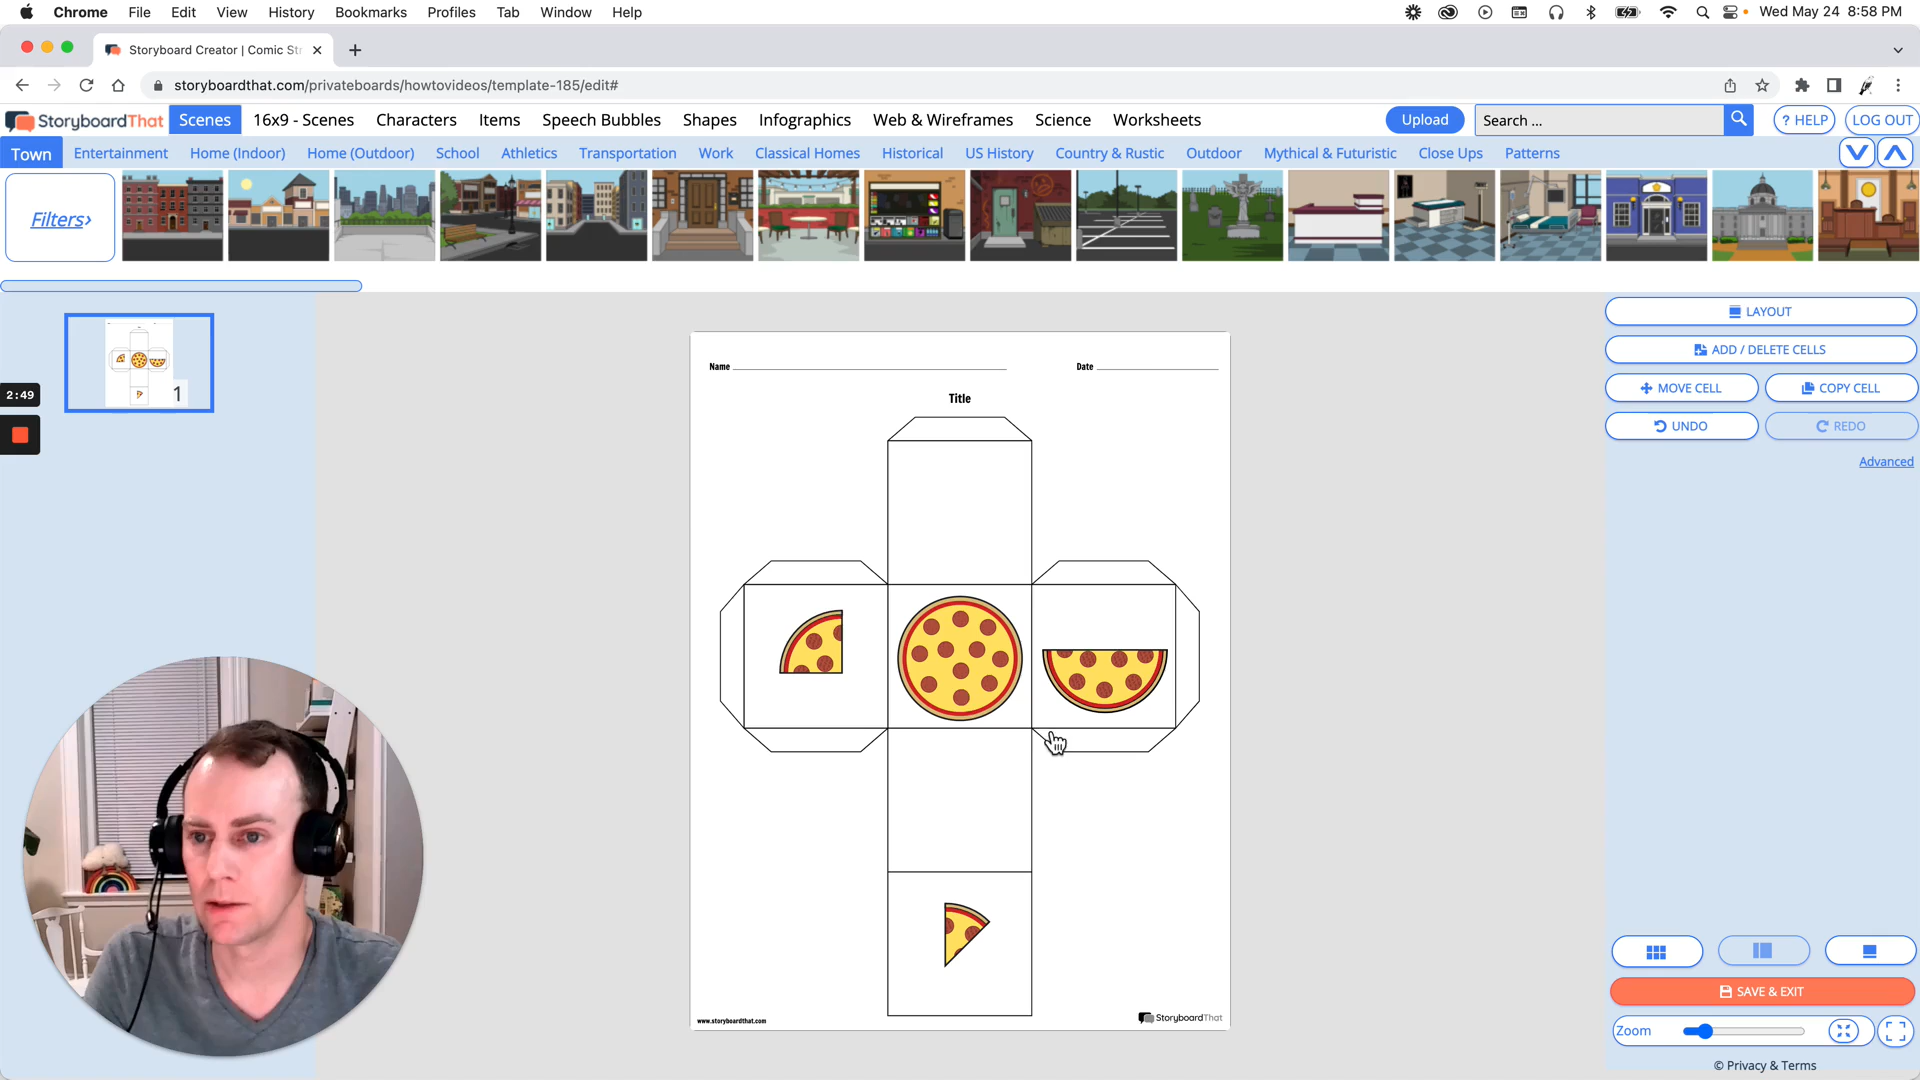 Chrome File Edit View History Bookmarks Profiles Tab Window Help
Wed May 24 8:58 PM
Storyboard Creator | Comic St
storyboardthat.com/privateboards/howtovideos/template-185/edit#
StoryboardThat
Scenes 16x9 - Scenes Characters Items Speech Bubbles Shapes Infographics Web & Wireframes Science Worksheets
Upload
Search ...
? HELP
LOG OUT
Town Entertainment Home (Indoor) Home (Outdoor) School Athletics Transportation Work Classical Homes Historical US History Country & Rustic Outdoor Mythical & Futuristic Close Ups Patterns
Filters›
1
2:49
LAYOUT
ADD / DELETE CELLS
MOVE CELL
COPY CELL
UNDO
REDO
Advanced
Name
Date
Title
www.storyboardthat.com
StoryboardThat
SAVE & EXIT
Zoom
© Privacy & Terms